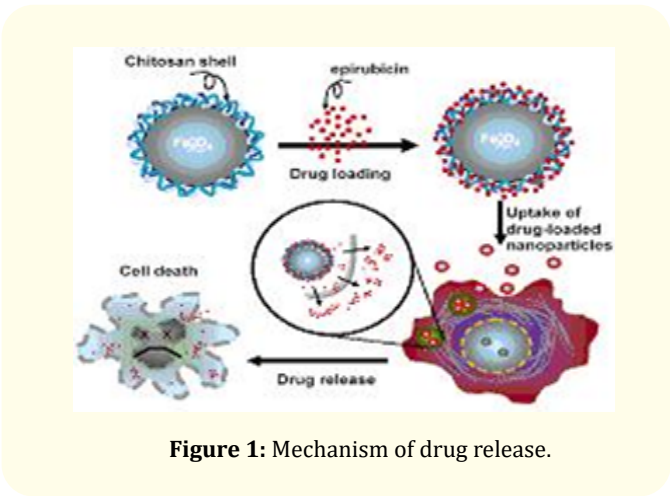 Chitosan shell
epirubicin
Drug loading
Uptake of
drug-loaded
nanoparticles
Cell death
Drug release
Figure 1: Mechanism of drug release.